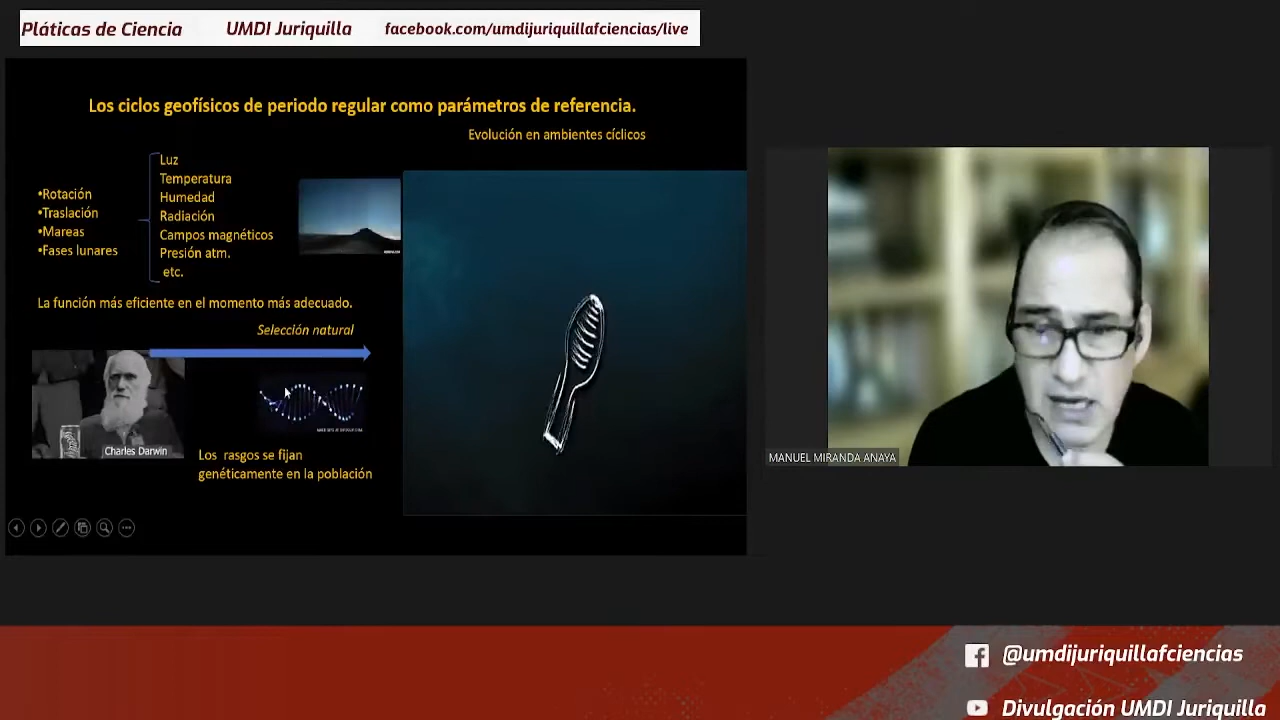 Pláticas de Ciencia UMDI Juriquilla facebook.com/umdijuriquillafciencias/live
Los ciclos geofísicos de periodo regular como parámetros de referencia.
Evolución en ambientes cíclicos
•Rotación
•Traslación
•Mareas
•Fases lunares
Luz
Temperatura
Humedad
Radiación
Campos magnéticos
Presión atm.
etc.
La función más eficiente en el momento más adecuado.
Selección natural
Charles Darwin
Los rasgos se fijan
genéticamente en la población
MANUEL MIRANDA ANAYA
@umdijuriquillafciencias
Divulgación UMDI Juriquilla